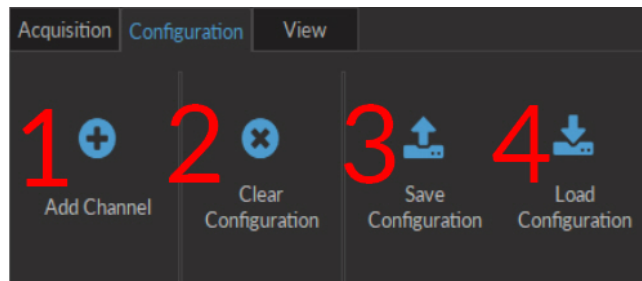 Acquisition Configuration View
1 2 3 4
Add Channel
Clear
Configuration
Save
Configuration
Load
Configuration